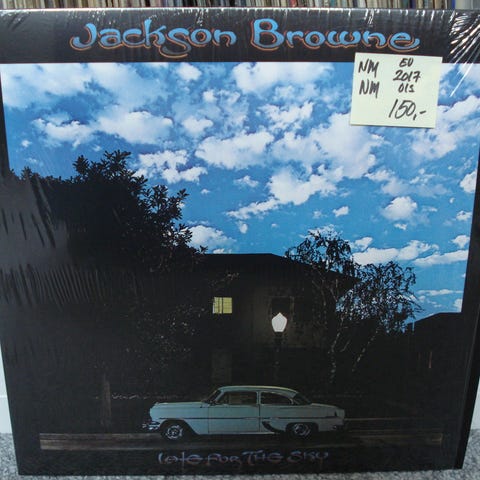 Jackson Browne
NM EU
2017
NM OIS
150,-
LATE FOR THE SKY